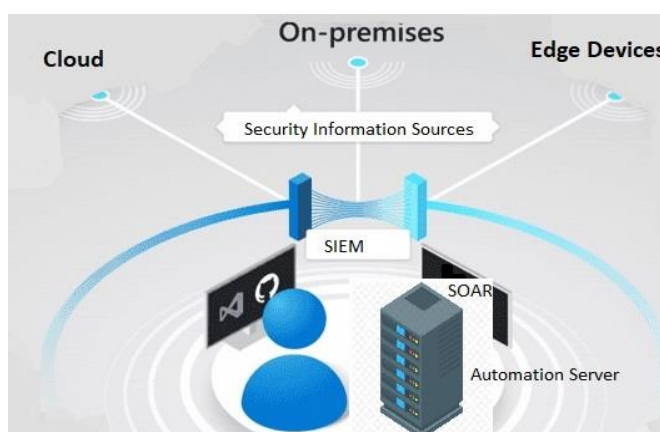 On-premises
Cloud
Edge Devices
Security Information Sources
SIEM
SOAR
Automation Server